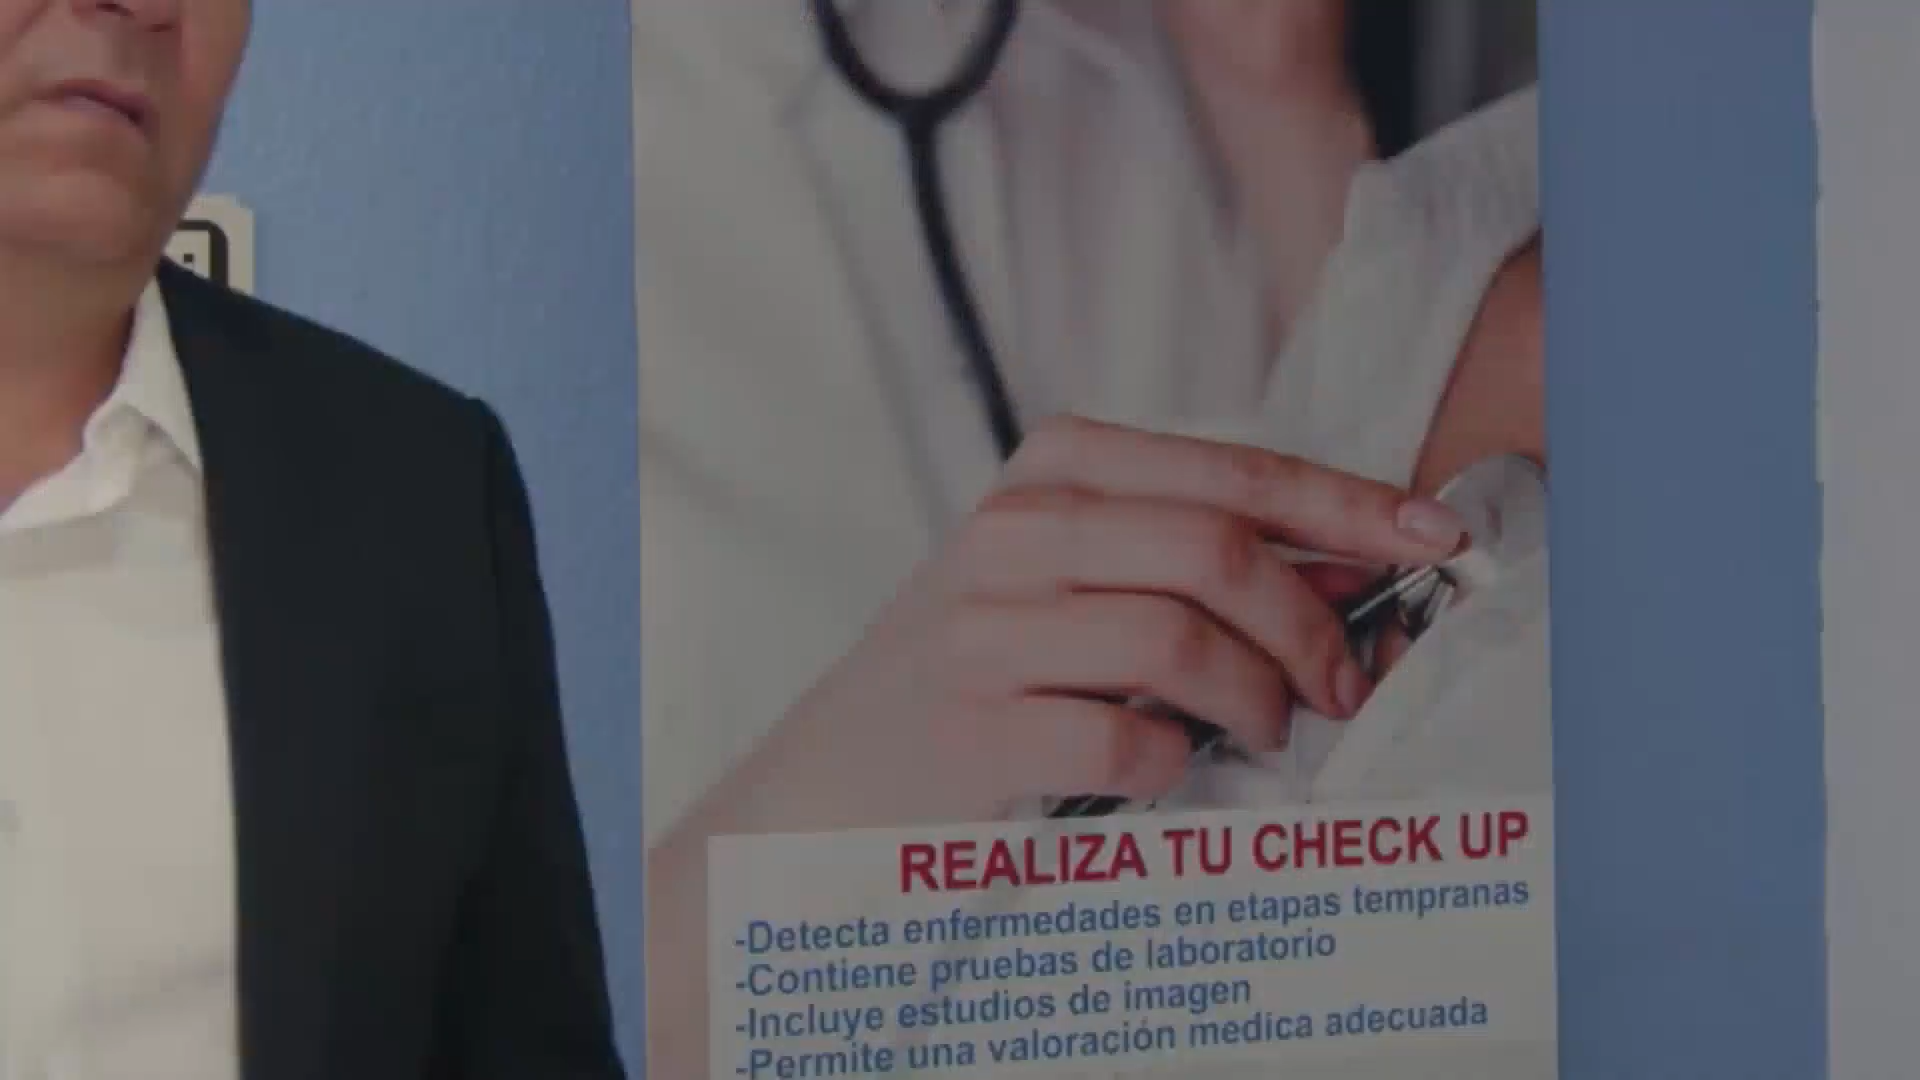 REALIZA TU CHECK UP
-Detecta enfermedades en etapas tempranas
-Contiene pruebas de laboratorio
-Incluye estudios de imagen
-Permite una valoración medica adecuada